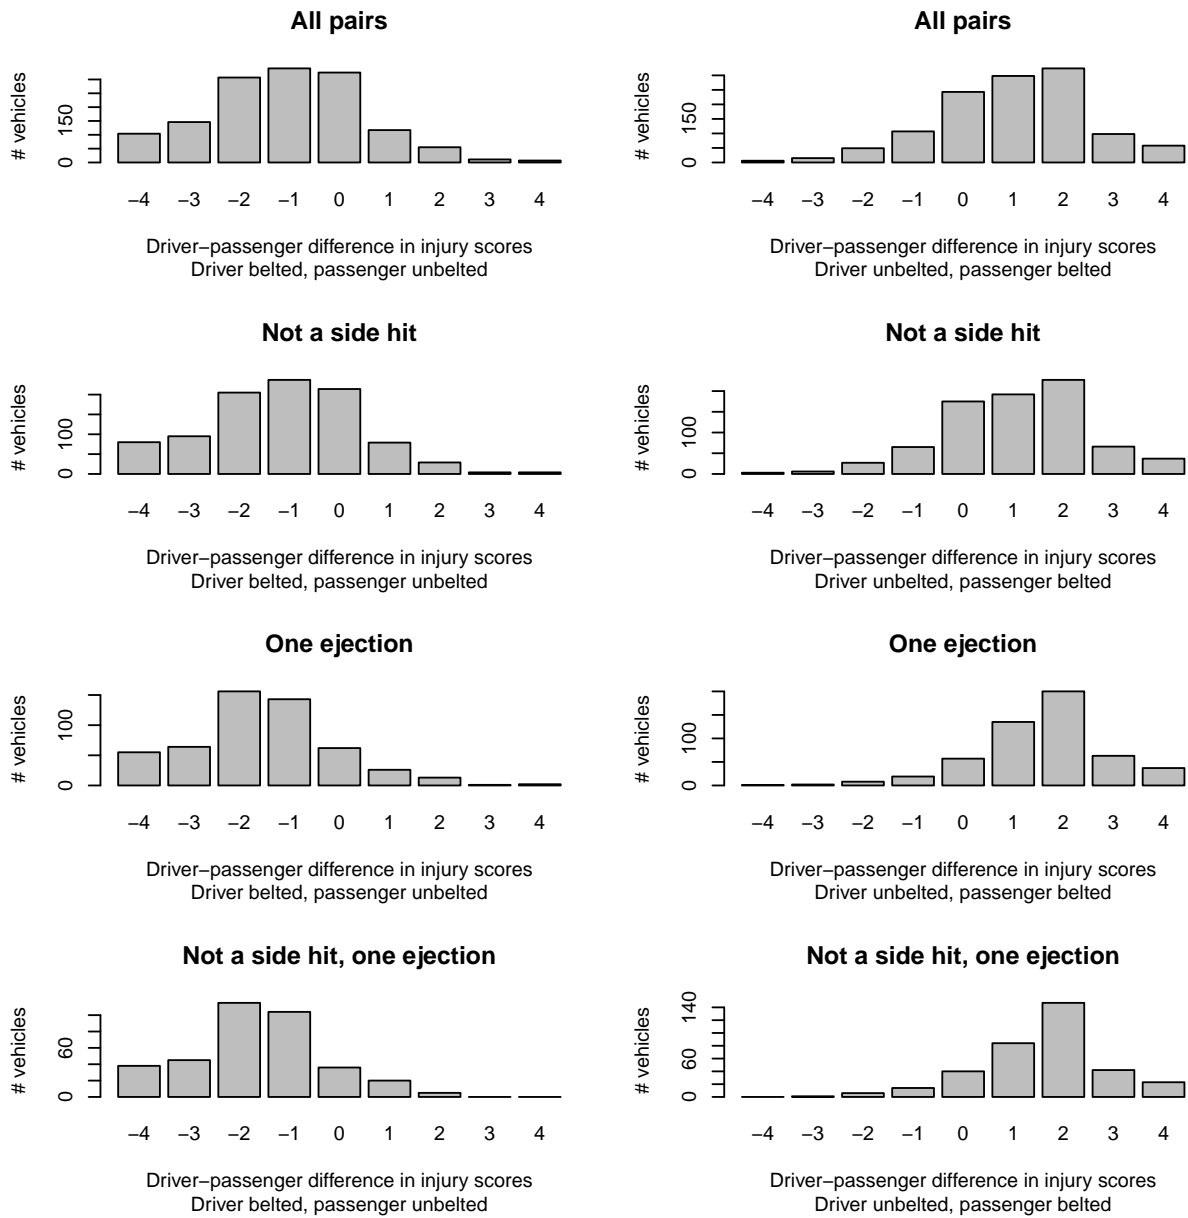 All pairs
# vehicles
150
0
−4 −3 −2 −1 0 1 2 3 4
Driver−passenger difference in injury scores
Driver belted, passenger unbelted
All pairs
# vehicles
150
0
−4 −3 −2 −1 0 1 2 3 4
Driver−passenger difference in injury scores
Driver unbelted, passenger belted
Not a side hit
# vehicles
100
0
−4 −3 −2 −1 0 1 2 3 4
Driver−passenger difference in injury scores
Driver belted, passenger unbelted
Not a side hit
# vehicles
100
0
−4 −3 −2 −1 0 1 2 3 4
Driver−passenger difference in injury scores
Driver unbelted, passenger belted
One ejection
# vehicles
100
0
−4 −3 −2 −1 0 1 2 3 4
Driver−passenger difference in injury scores
Driver belted, passenger unbelted
One ejection
# vehicles
100
0
−4 −3 −2 −1 0 1 2 3 4
Driver−passenger difference in injury scores
Driver unbelted, passenger belted
Not a side hit, one ejection
# vehicles
60
0
−4 −3 −2 −1 0 1 2 3 4
Driver−passenger difference in injury scores
Driver belted, passenger unbelted
Not a side hit, one ejection
# vehicles
140
60
0
−4 −3 −2 −1 0 1 2 3 4
Driver−passenger difference in injury scores
Driver unbelted, passenger belted